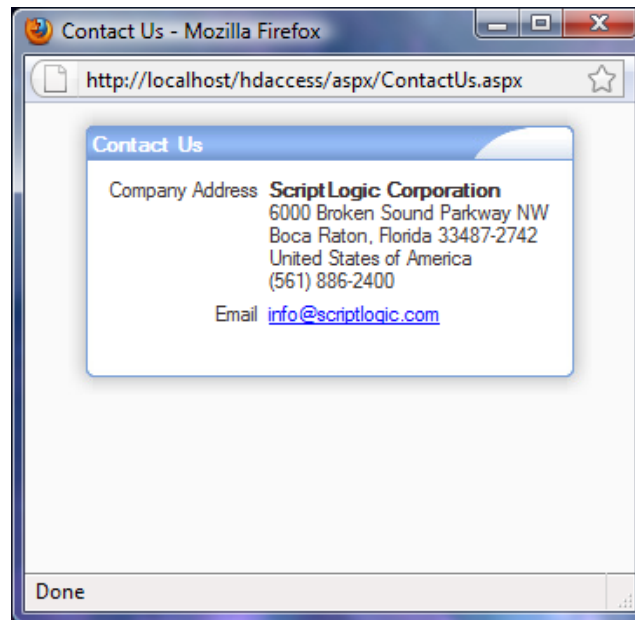 Contact Us - Mozilla Firefox
http://localhost/hdaccess/aspx/ContactUs.aspx
Contact Us
Company Address ScriptLogic Corporation
6000 Broken Sound Parkway NW
Boca Raton, Florida 33487-2742
United States of America
(561) 886-2400
Email info@scriptlogic.com
Done